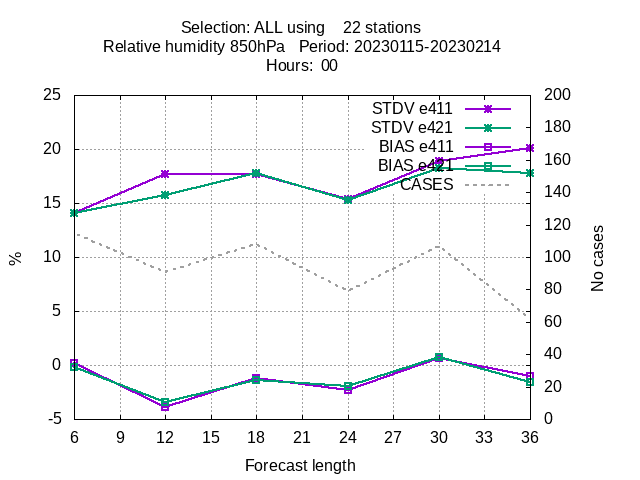 Selection: ALL using    22 stations
Relative humidity 850hPa   Period: 20230115-20230214
Hours:  00
25
20
15
10
5
0
-5
%
200
180
160
140
120
100
80
60
40
20
0
No cases
STDV e411
STDV e421
BIAS e411
BIAS e421
CASES
6 9 12 15 18 21 24 27 30 33 36
Forecast length